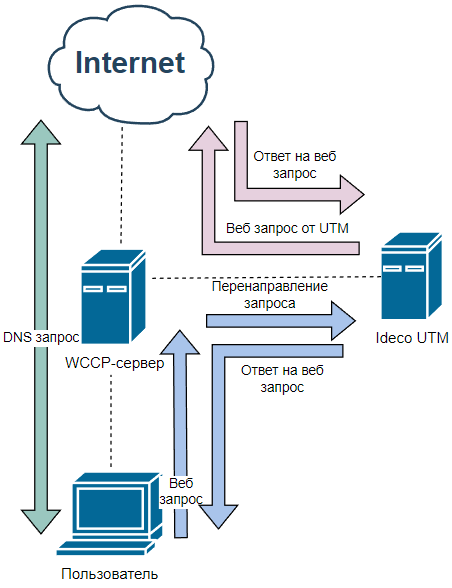 Internet
Ответ на веб
запрос
Веб запрос от UTM
Перенаправление
запроса
DNS запрос
WCCP-сервер
Ideco UTM
Ответ на веб
запрос
Веб
запрос
Пользователь